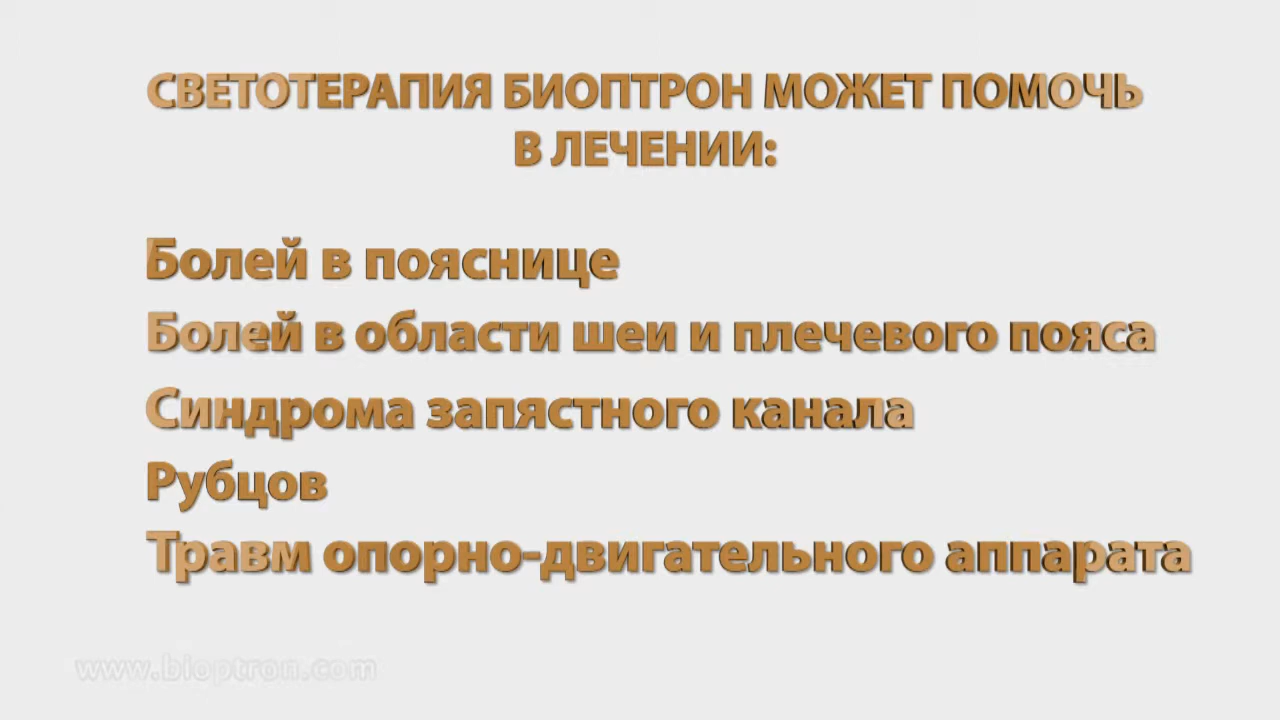 СВЕТОТЕРАПИЯ БИОПТРОН МОЖЕТ ПОМОЧЬ
В ЛЕЧЕНИИ:
Болей в пояснице
Болей в области шеи и плечевого пояса
Синдрома запястного канала
Рубцов
Травм опорно-двигательного аппарата
www.bioptron.com